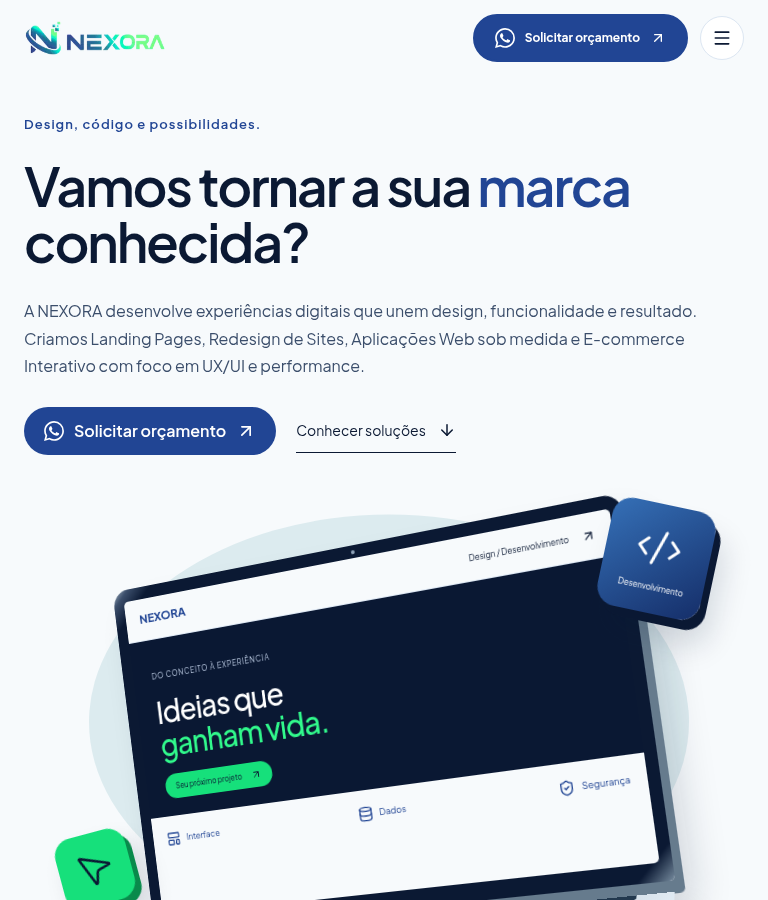 NEXORA
Solicitar orçamento
Design, código e possibilidades.
Vamos tornar a sua marca
conhecida?
A NEXORA desenvolve experiências digitais que unem design, funcionalidade e resultado.
Criamos Landing Pages, Redesign de Sites, Aplicações Web sob medida e E-commerce
Interativo com foco em UX/UI e performance.
Solicitar orçamento
Conhecer soluções
Design / Desenvolvimento
NEXORA
Desenvolvimento
DO CONCEITO À EXPERIÊNCIA
Ideias que
ganham vida.
Seu próximo projeto
Interface
Dados
Segurança